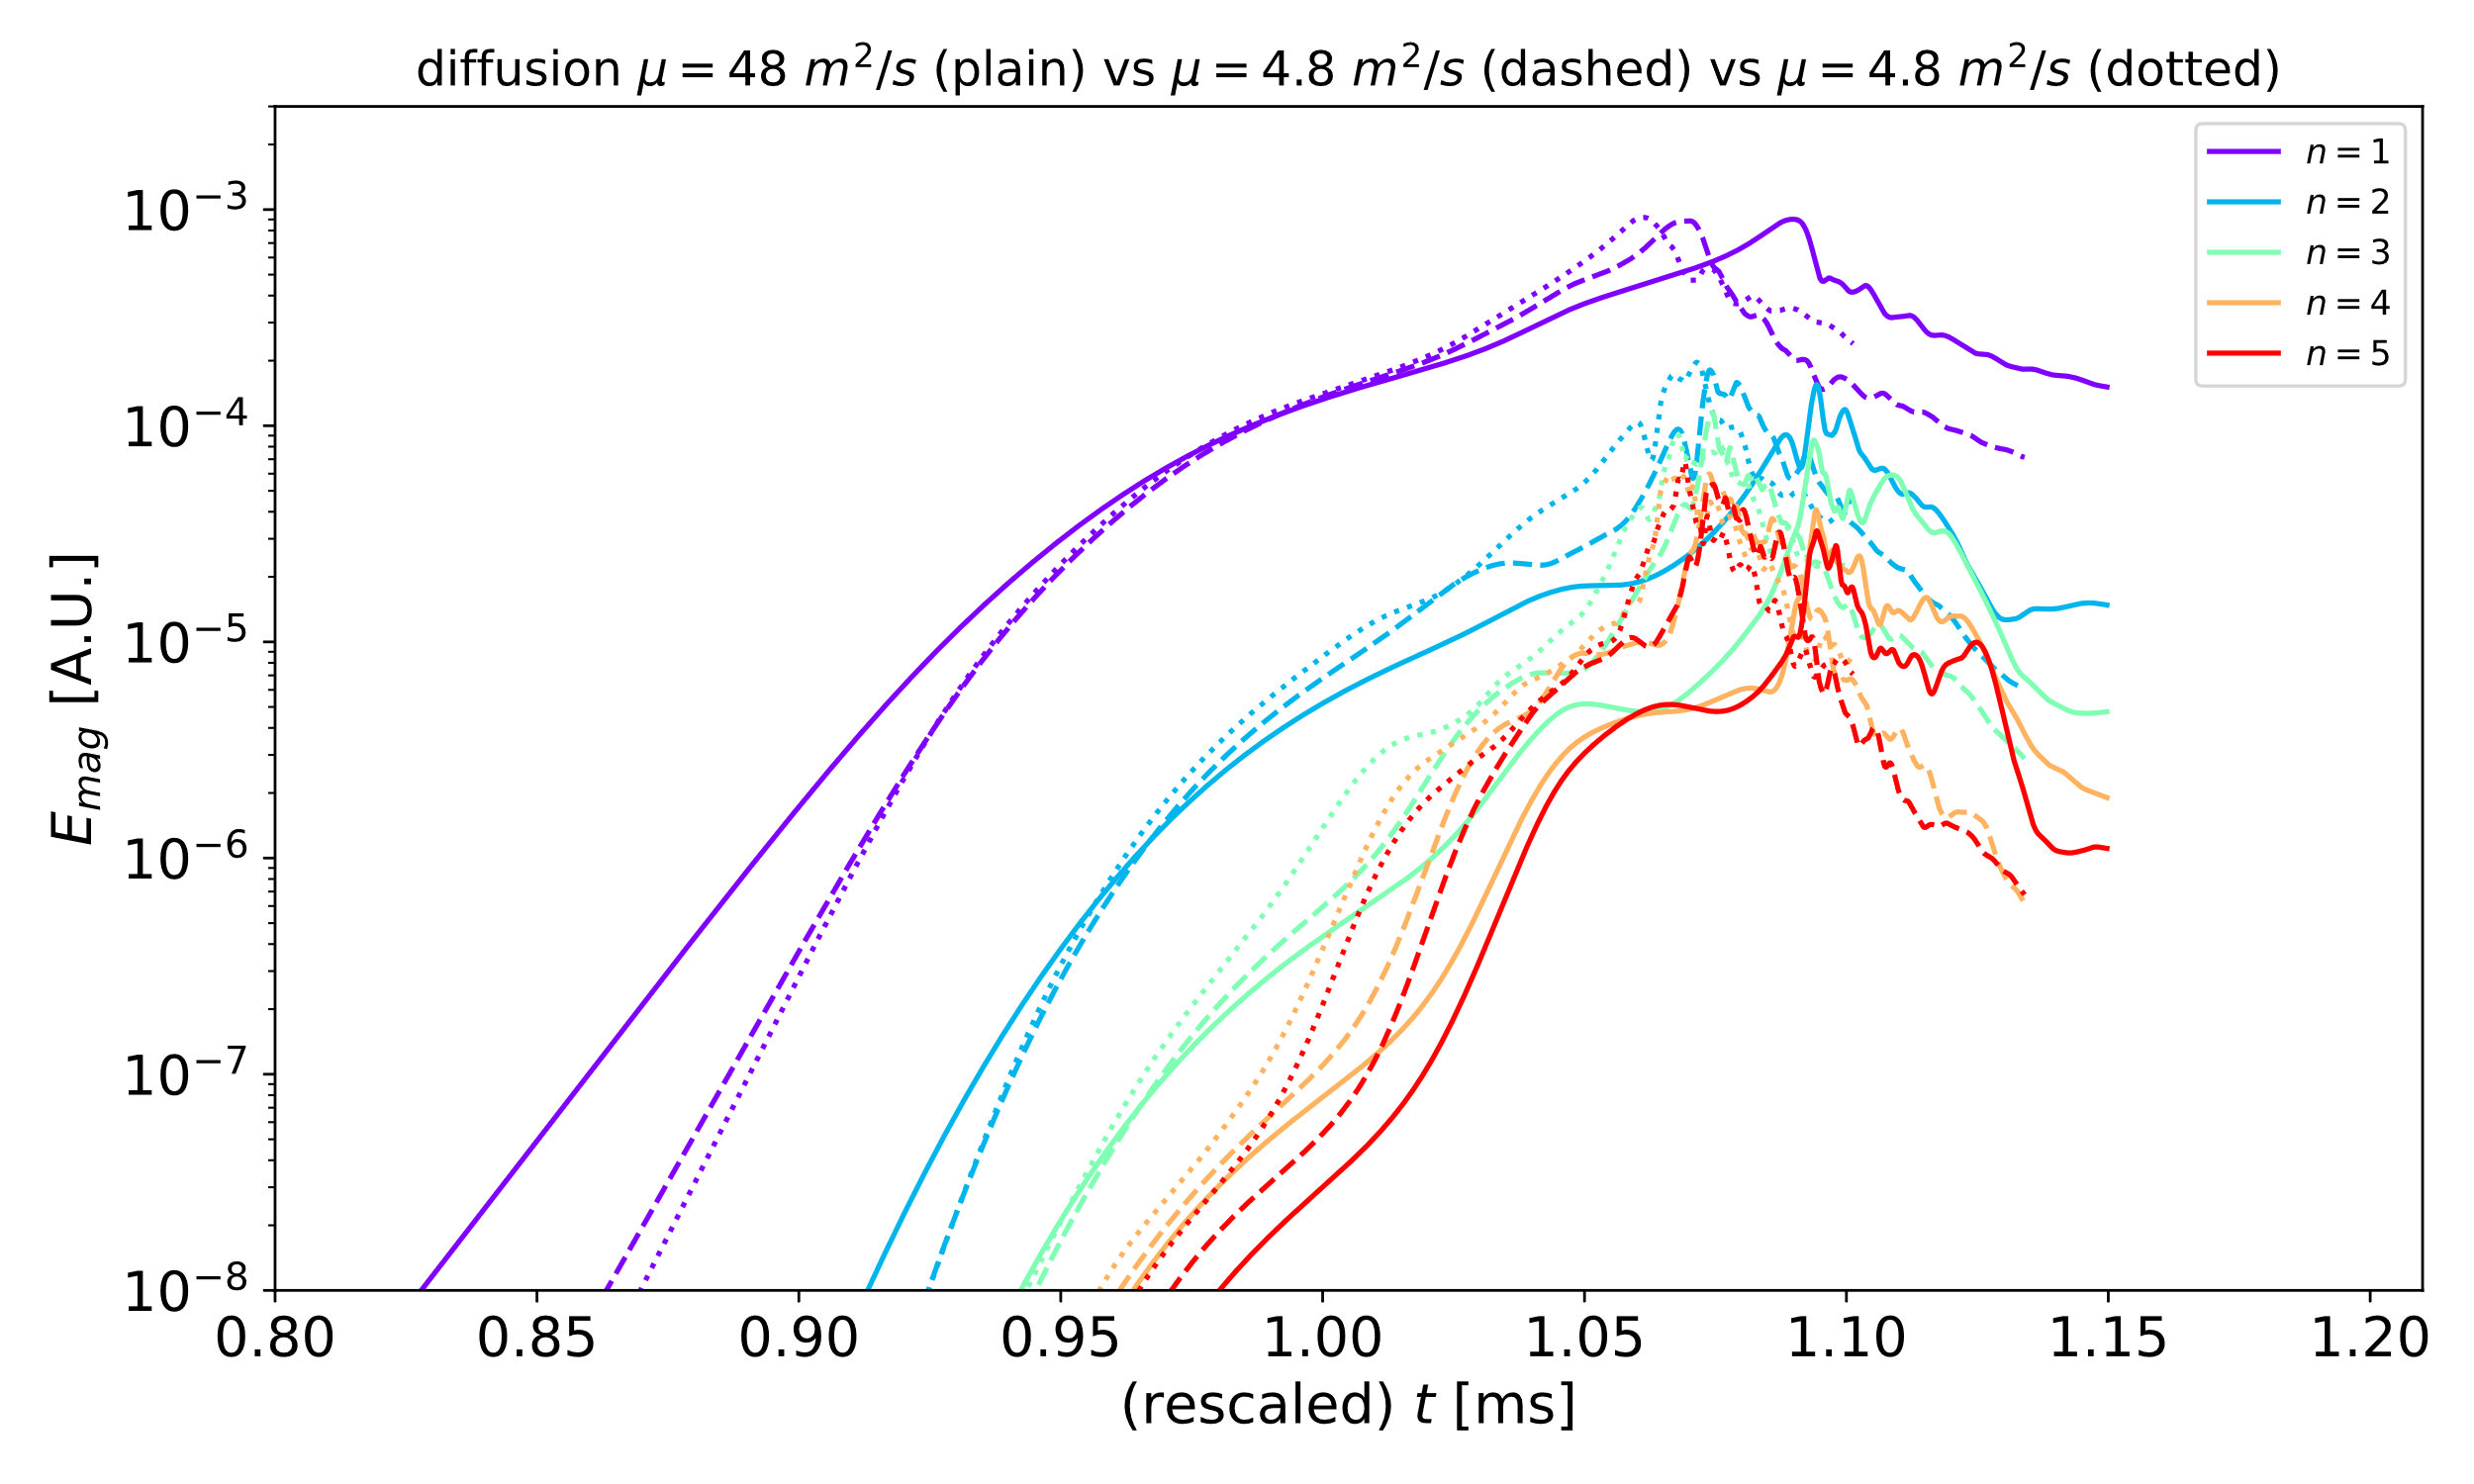 diffusion μ = 48 m²/s (plain) vs μ = 4.8 m²/s (dashed) vs μ = 4.8 m²/s (dotted)
n = 1
n = 2
n = 3
n = 4
n = 5
10⁻³
10⁻⁴
10⁻⁵
10⁻⁶
10⁻⁷
10⁻⁸
E_mag [A.U.]
0.80 0.85 0.90 0.95 1.00 1.05 1.10 1.15 1.20
(rescaled) t [ms]